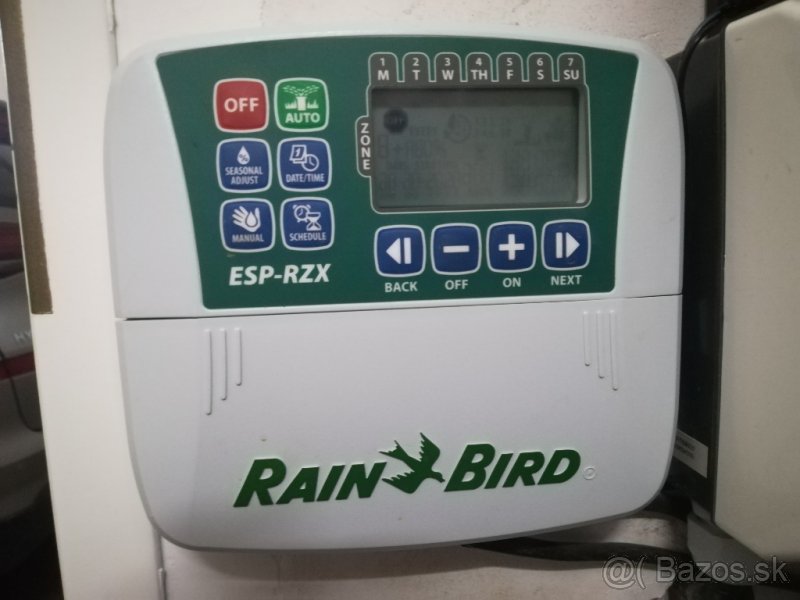 1 2 3 4 5 6 7
M T W TH F S SU
OFF
AUTO
ZONE
SEASONAL ADJUST
DATE/TIME
MANUAL
SCHEDULE
ESP-RZX
BACK OFF ON NEXT
RAIN BIRD
@( Bazos.sk